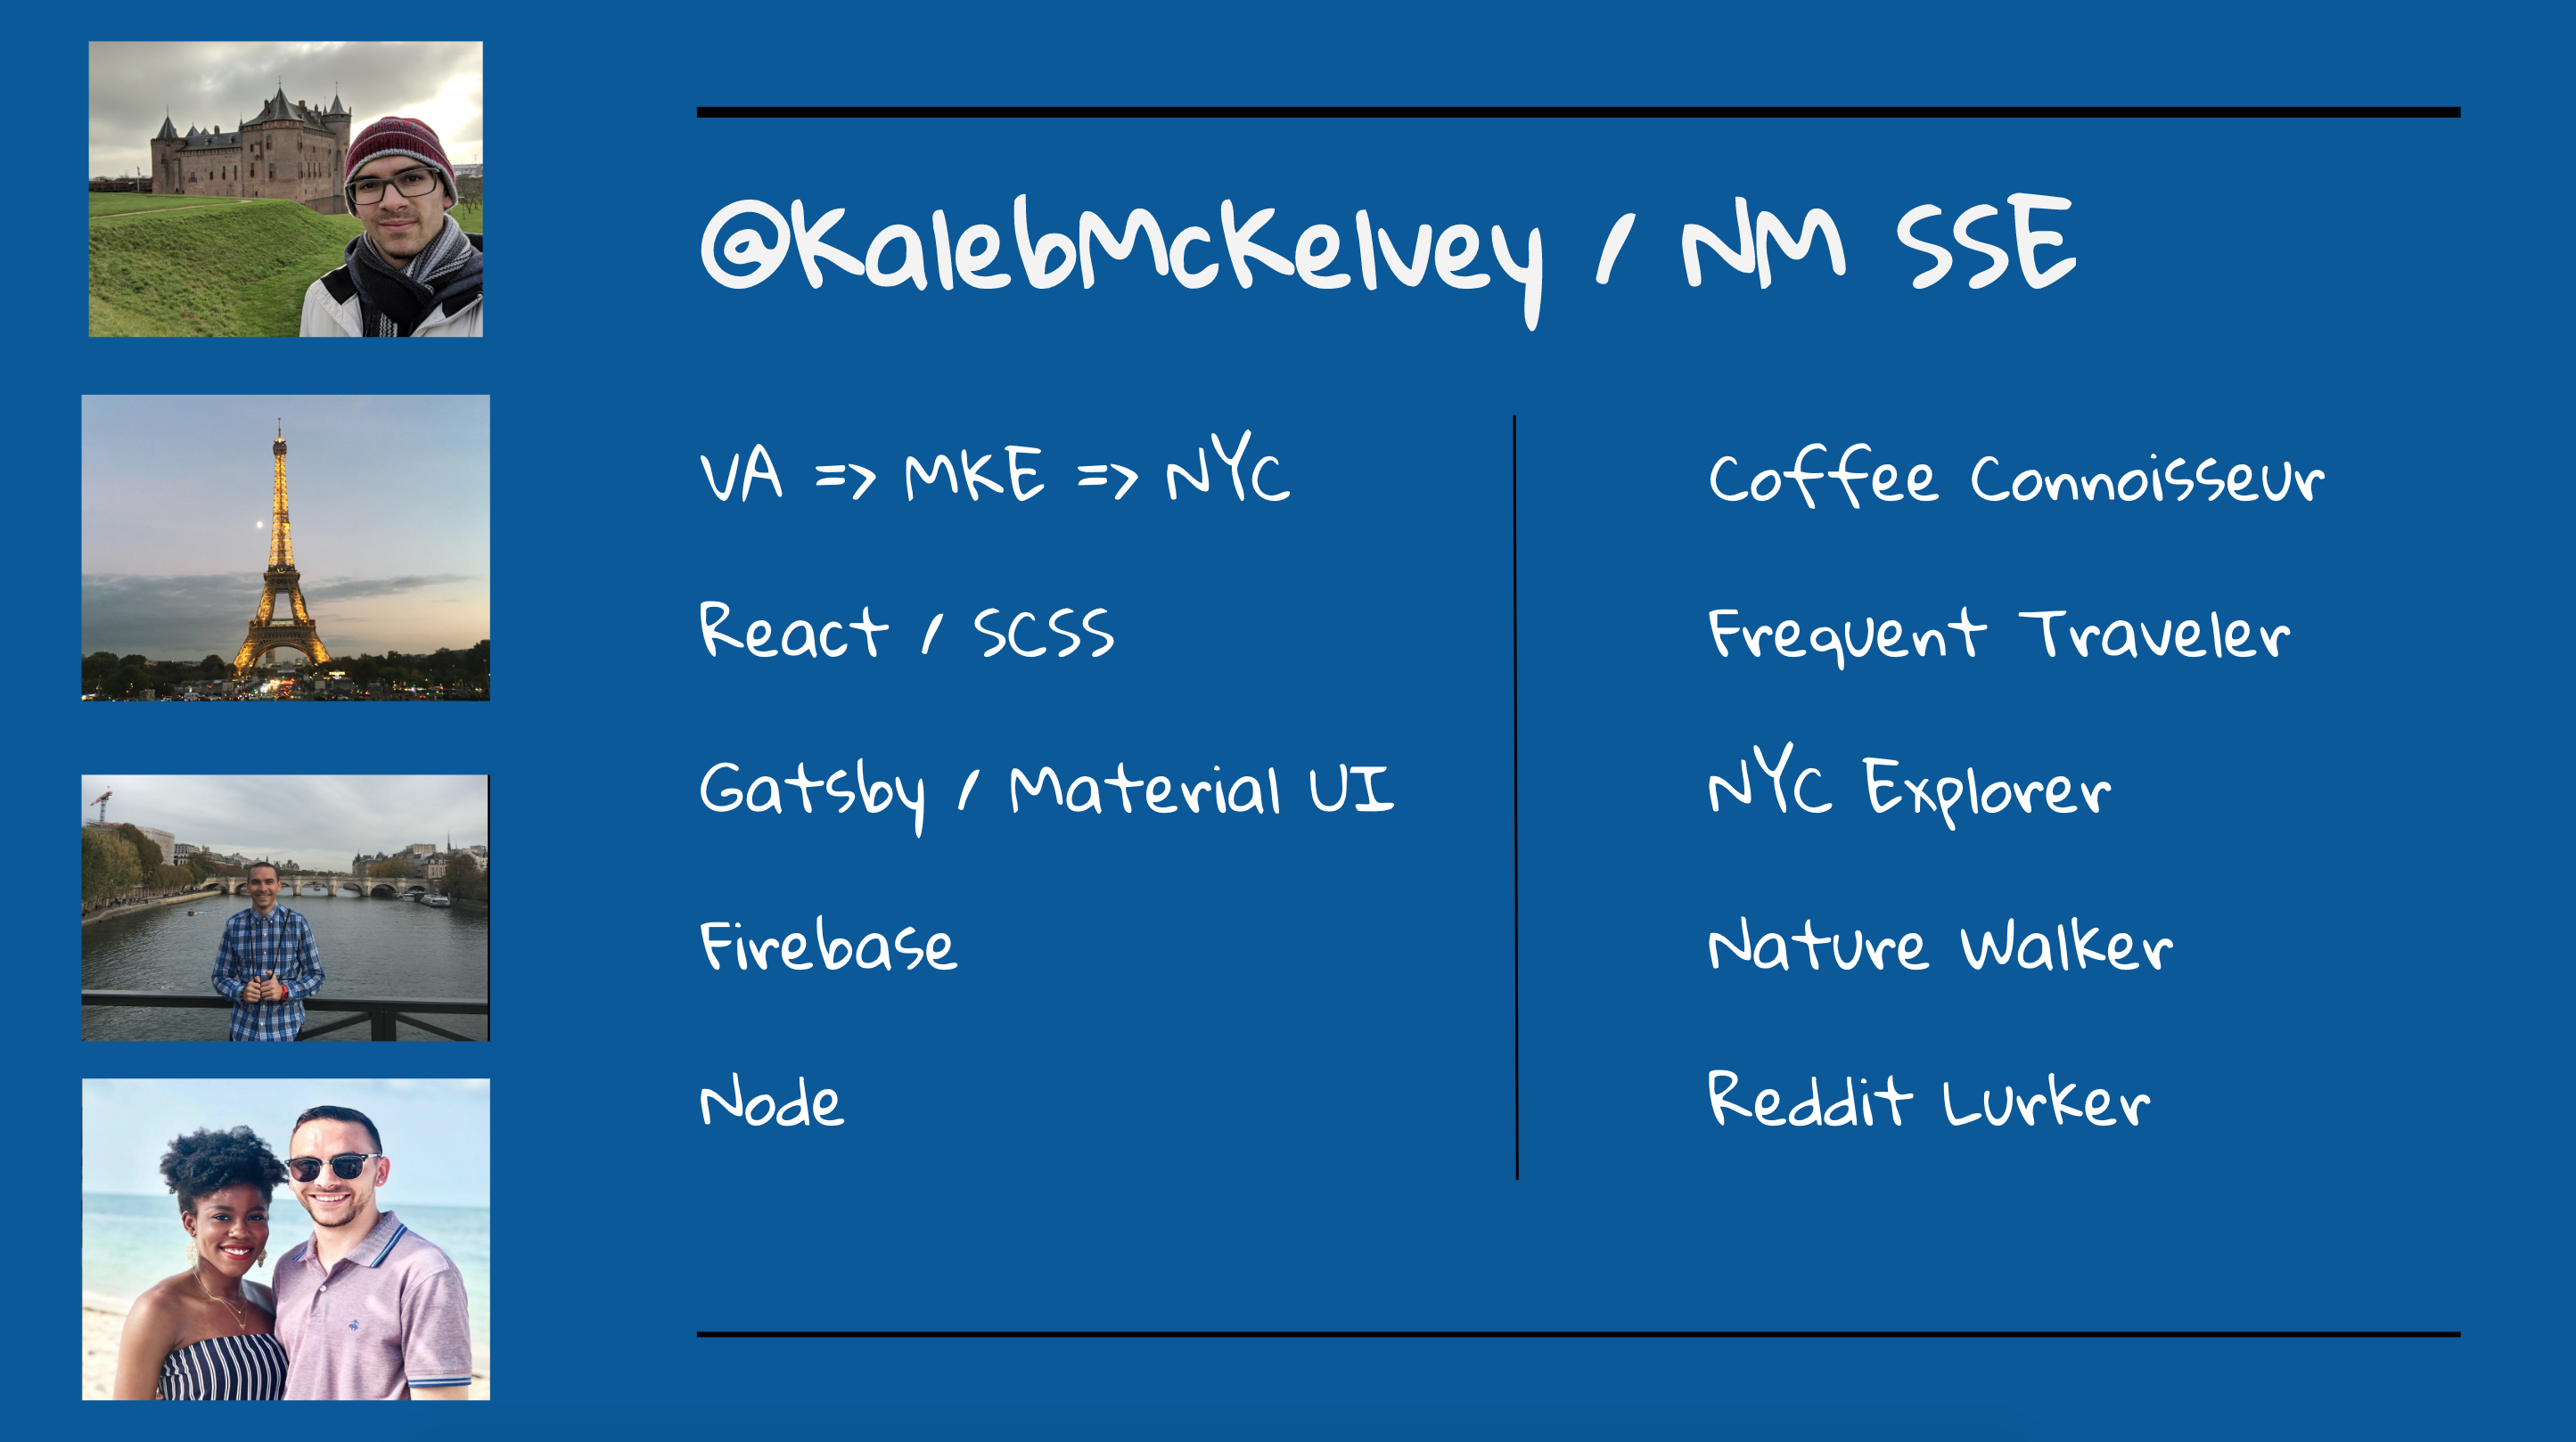 @KalebMcKelvey / NM SSE
VA => MKE => NYC
React / SCSS
Gatsby / Material UI
Firebase
Node
Coffee Connoisseur
Frequent Traveler
NYC Explorer
Nature Walker
Reddit Lurker